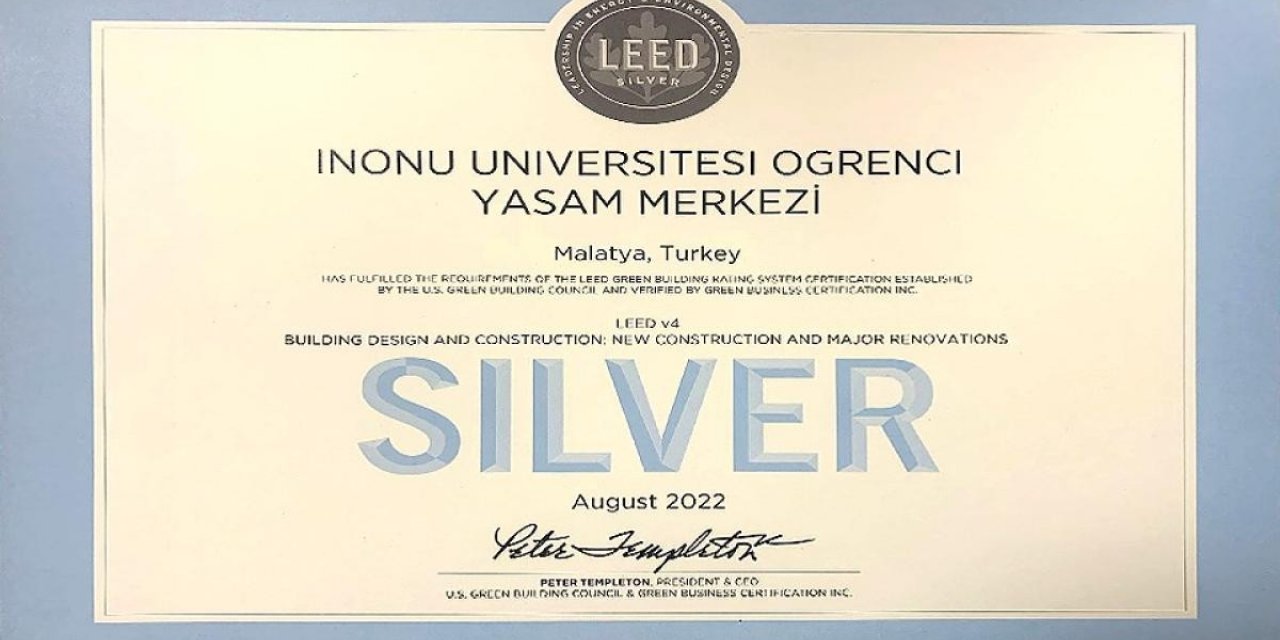 LEADERSHIP IN ENERGY & ENVIRONMENTAL DESIGN
LEED
SILVER
INONU UNIVERSITESI OGRENCI
YASAM MERKEZİ
Malatya, Turkey
HAS FULFILLED THE REQUIREMENTS OF THE LEED GREEN BUILDING RATING SYSTEM CERTIFICATION ESTABLISHED
BY THE U.S. GREEN BUILDING COUNCIL AND VERIFIED BY GREEN BUSINESS CERTIFICATION INC.
LEED v4
BUILDING DESIGN AND CONSTRUCTION: NEW CONSTRUCTION AND MAJOR RENOVATIONS
SILVER
August 2022
Peter Templeton
PETER TEMPLETON, PRESIDENT & CEO
U.S. GREEN BUILDING COUNCIL & GREEN BUSINESS CERTIFICATION INC.